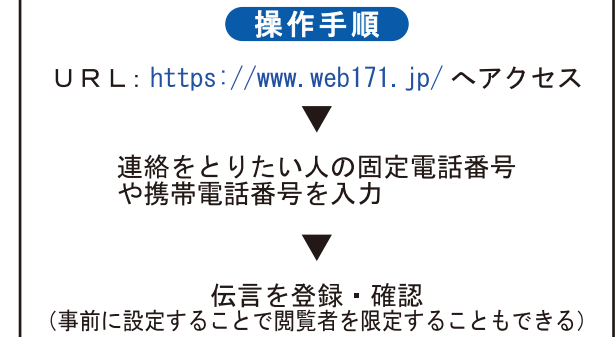 操作手順
ＵＲＬ：https://www.web171.jp/ へアクセス
▼
連絡をとりたい人の固定電話番号
や携帯電話番号を入力
▼
伝言を登録・確認
（事前に設定することで閲覧者を限定することもできる）